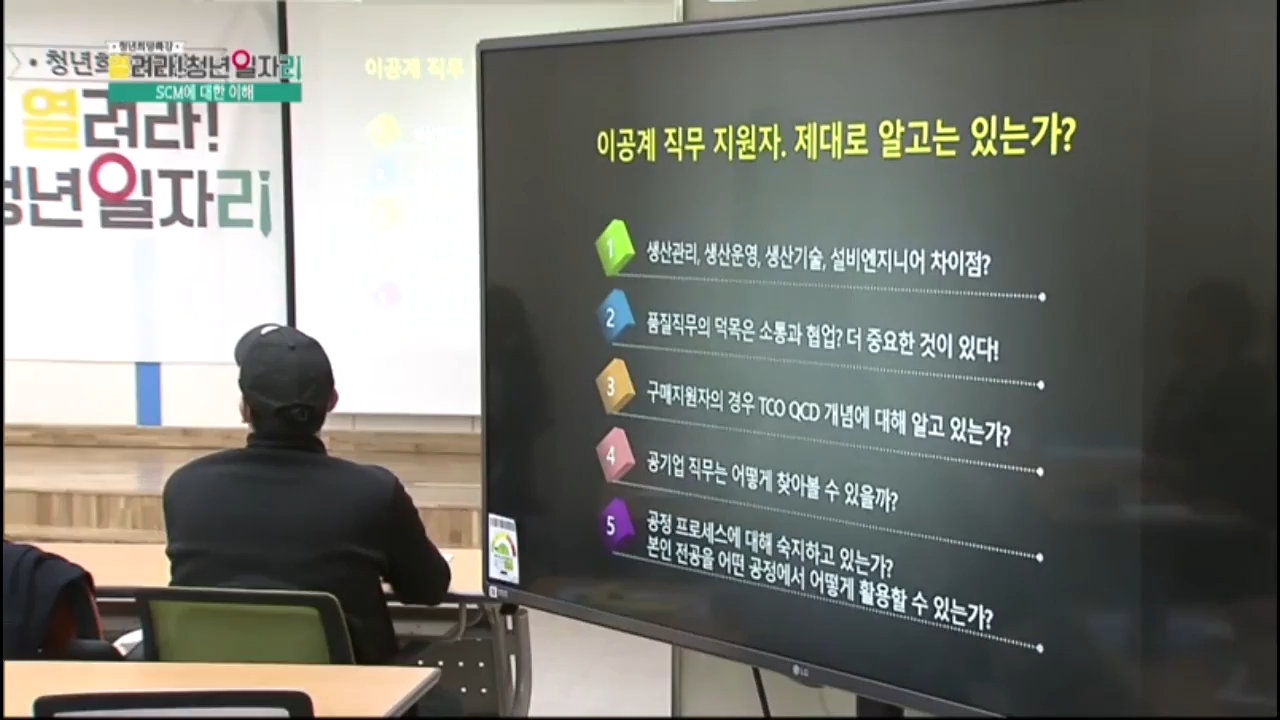 청년희망특강
열려라!청년일자리
SCM에 대한 이해
• 청년희
열려라!
청년일자리
이공계 직무
이공계 직무 지원자. 제대로 알고는 있는가?
1 생산관리, 생산운영, 생산기술, 설비엔지니어 차이점?
2 품질직무의 덕목은 소통과 협업? 더 중요한 것이 있다!
3 구매지원자의 경우 TCO QCD 개념에 대해 알고 있는가?
4 공기업 직무는 어떻게 찾아볼 수 있을까?
5 공정 프로세스에 대해 숙지하고 있는가?
본인 전공을 어떤 공정에서 어떻게 활용할 수 있는가?
LG